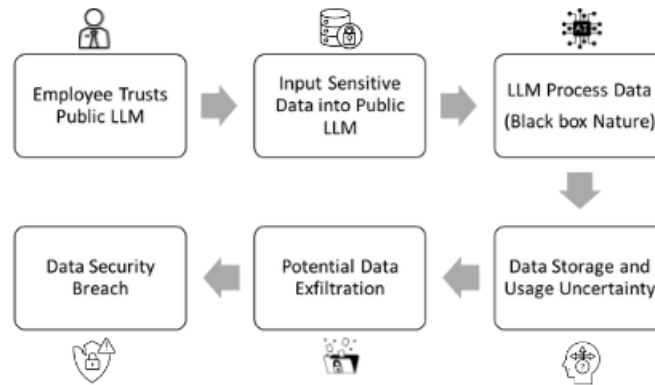 AI
Employee Trusts
Public LLM
Input Sensitive
Data into Public
LLM
LLM Process Data
(Black box Nature)
Data Security
Breach
Potential Data
Exfiltration
Data Storage and
Usage Uncertainty
?